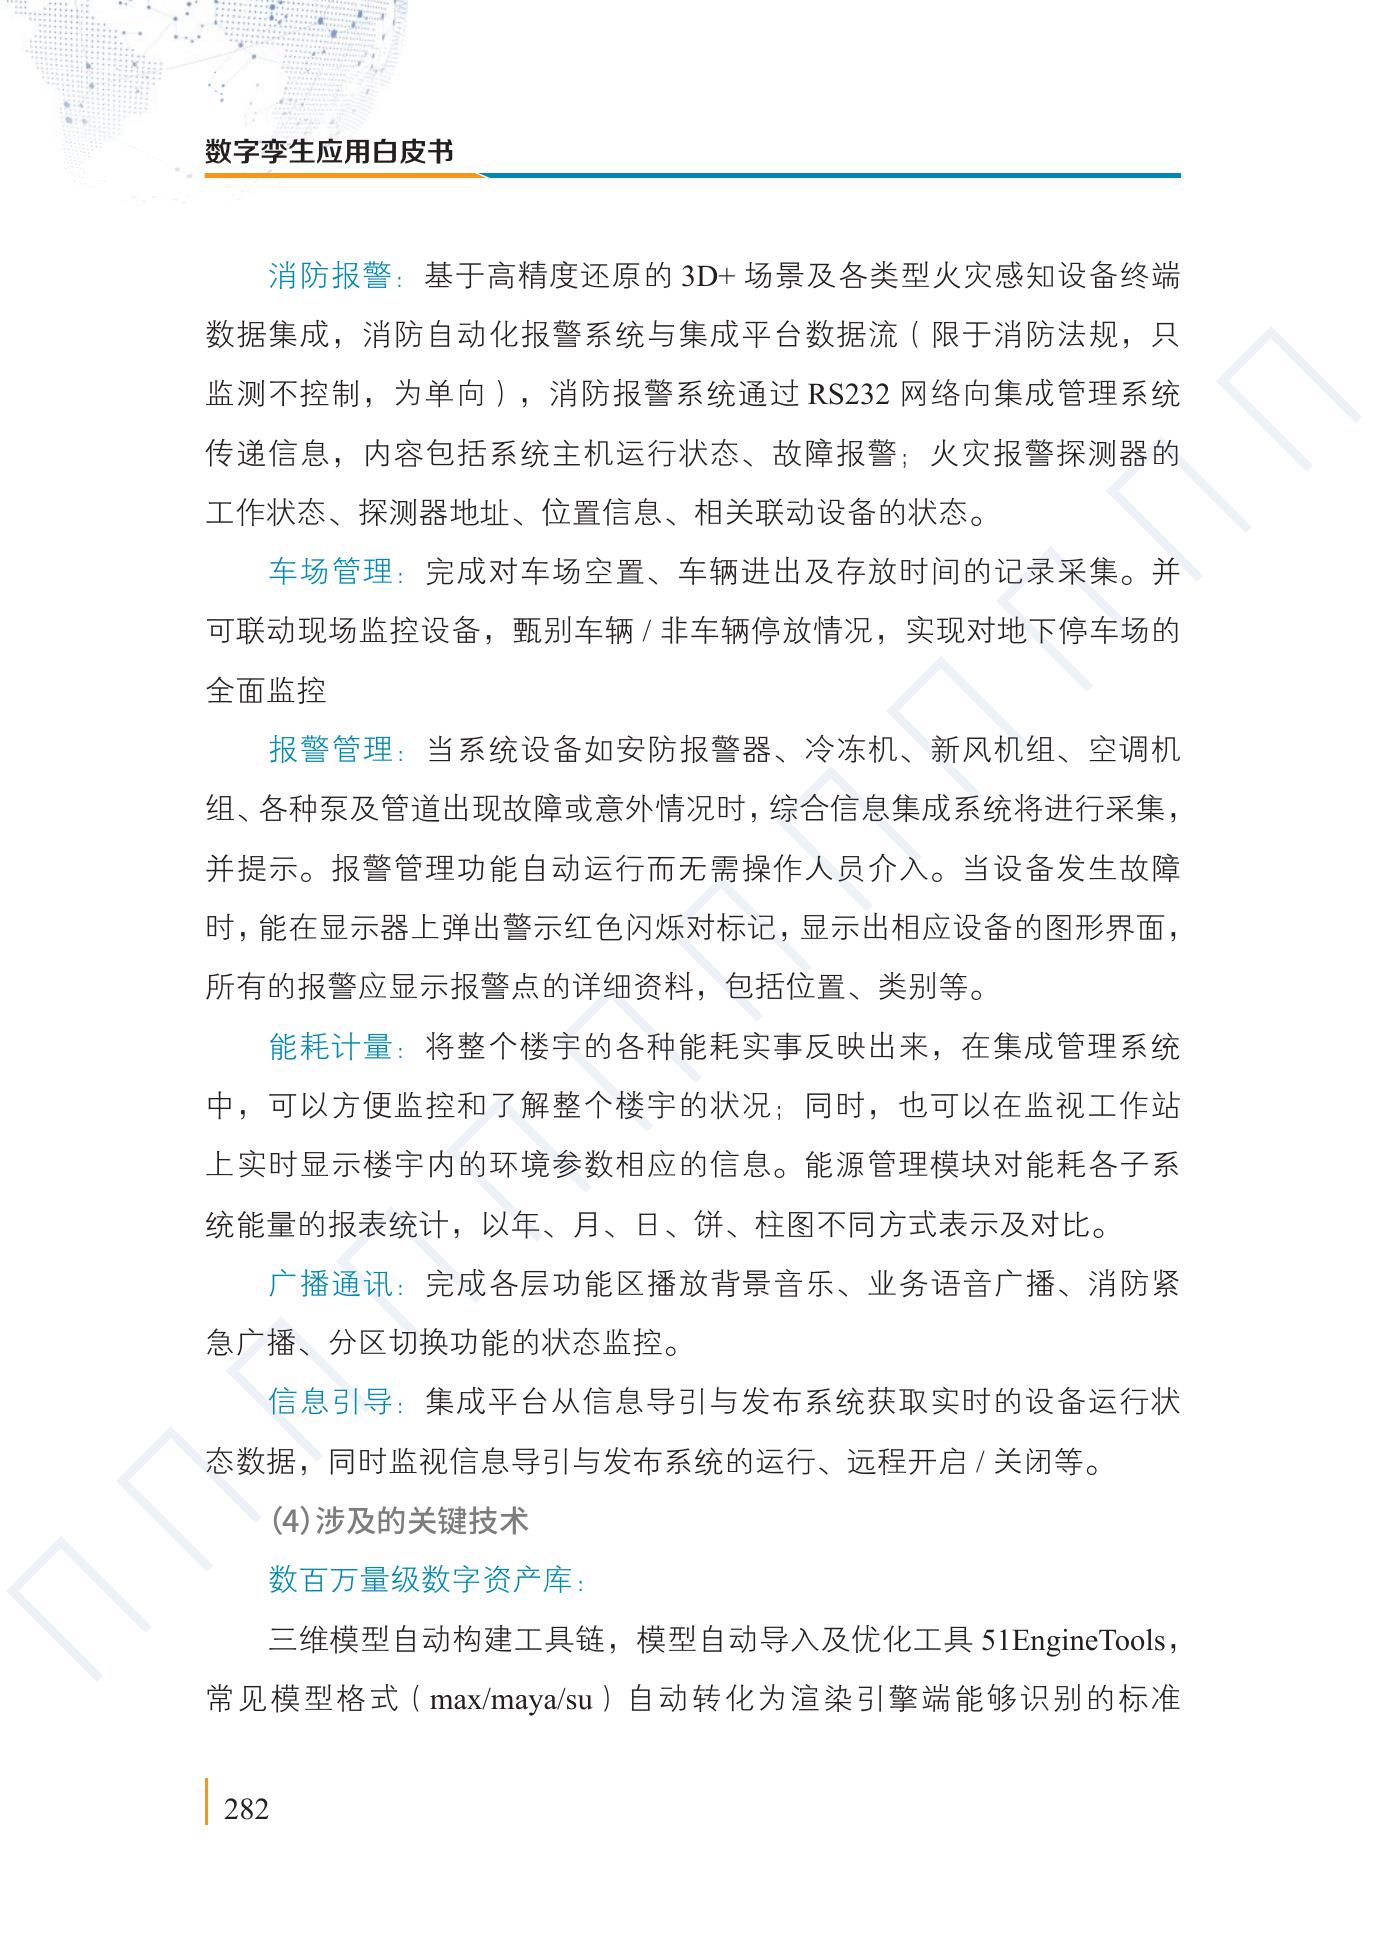 数字孪生应用白皮书
消防报警：基于高精度还原的 3D+ 场景及各类型火灾感知设备终端
数据集成，消防自动化报警系统与集成平台数据流（限于消防法规，只
监测不控制，为单向），消防报警系统通过 RS232 网络向集成管理系统
传递信息，内容包括系统主机运行状态、故障报警；火灾报警探测器的
工作状态、探测器地址、位置信息、相关联动设备的状态。
车场管理：完成对车场空置、车辆进出及存放时间的记录采集。并
可联动现场监控设备，甄别车辆 / 非车辆停放情况，实现对地下停车场的
全面监控
报警管理：当系统设备如安防报警器、冷冻机、新风机组、空调机
组、各种泵及管道出现故障或意外情况时，综合信息集成系统将进行采集，
并提示。报警管理功能自动运行而无需操作人员介入。当设备发生故障
时，能在显示器上弹出警示红色闪烁对标记，显示出相应设备的图形界面，
所有的报警应显示报警点的详细资料，包括位置、类别等。
能耗计量：将整个楼宇的各种能耗实事反映出来，在集成管理系统
中，可以方便监控和了解整个楼宇的状况；同时，也可以在监视工作站
上实时显示楼宇内的环境参数相应的信息。能源管理模块对能耗各子系
统能量的报表统计，以年、月、日、饼、柱图不同方式表示及对比。
广播通讯：完成各层功能区播放背景音乐、业务语音广播、消防紧
急广播、分区切换功能的状态监控。
信息引导：集成平台从信息导引与发布系统获取实时的设备运行状
态数据，同时监视信息导引与发布系统的运行、远程开启 / 关闭等。
（4）涉及的关键技术
数百万量级数字资产库：
三维模型自动构建工具链，模型自动导入及优化工具 51EngineTools，
常见模型格式（max/maya/su）自动转化为渲染引擎端能够识别的标准
282